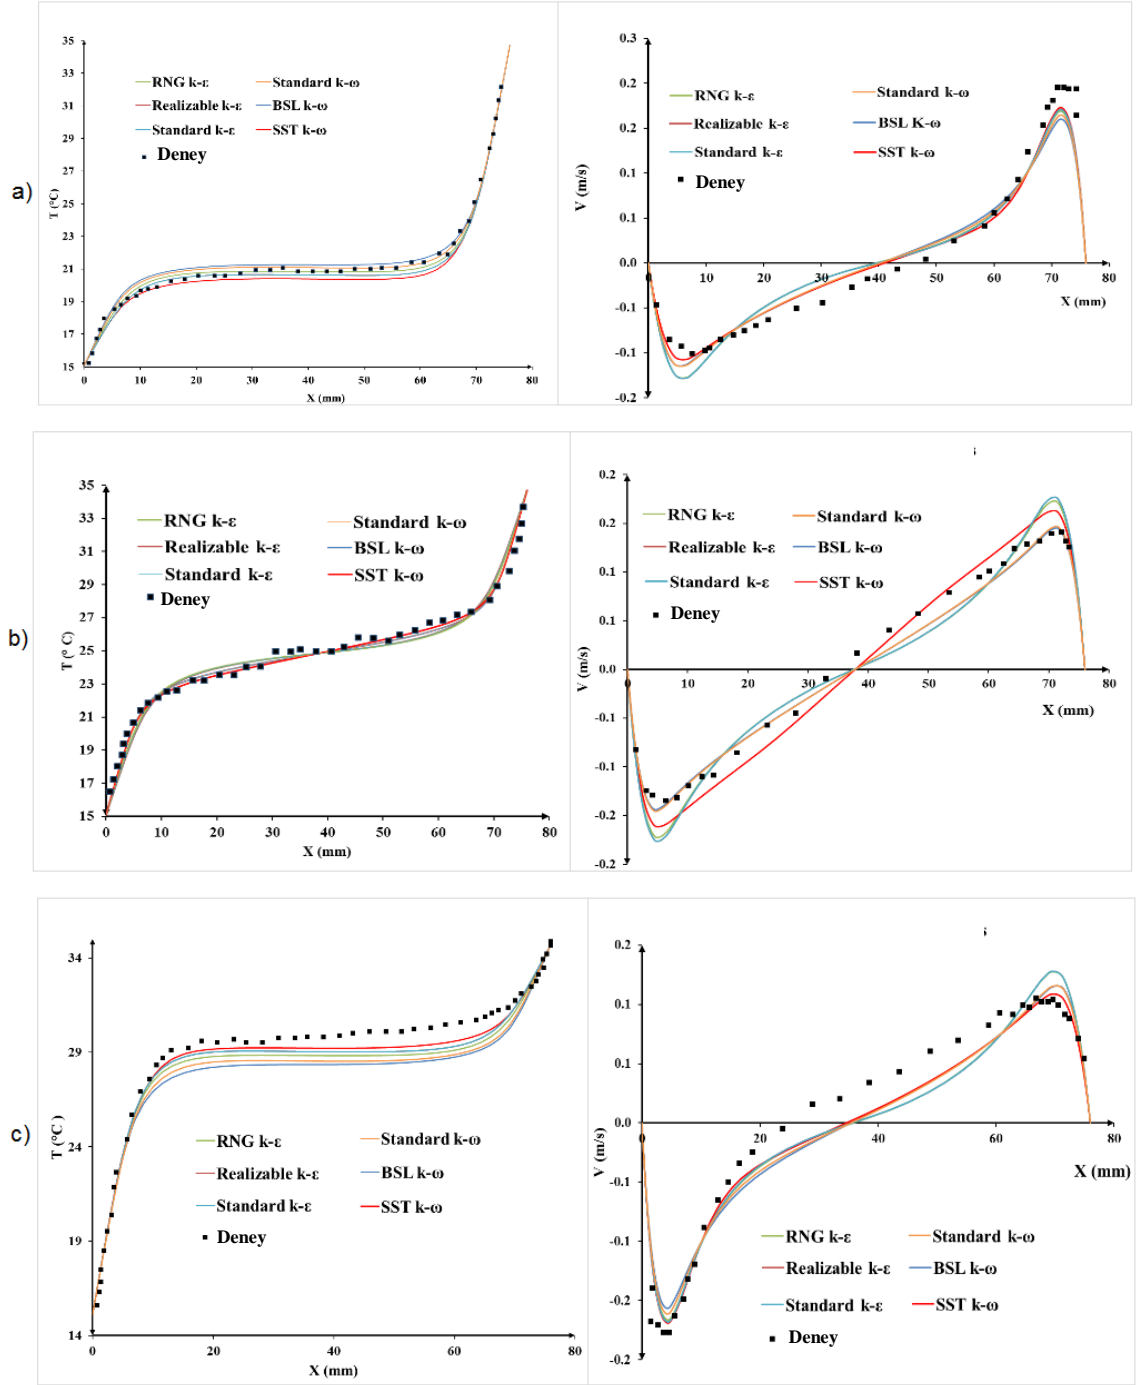 a)
35
33
31
29
27
25
23
21
19
17
15
T (°C)
RNG k-ε
Standard k-ω
Realizable k-ε
BSL k-ω
Standard k-ε
SST k-ω
Deney
0 10 20 30 40 50 60 70 80
X (mm)
0.3
0.2
0.2
0.1
0.1
0.0
-0.1
-0.1
-0.2
V (m/s)
RNG k-ε
Standard k-ω
Realizable k-ε
BSL K-ω
Standard k-ε
SST k-ω
Deney
0 10 20 30 40 50 60 70 80
X (mm)
b)
35
33
31
29
27
25
23
21
19
17
15
T (° C)
RNG k-ε
Standard k-ω
Realizable k-ε
BSL k-ω
Standard k-ε
SST k-ω
Deney
0 10 20 30 40 50 60 70 80
X (mm)
0.2
0.2
0.1
0.1
0.0
-0.1
-0.1
-0.2
-0.2
V (m/s)
RNG k-ε
Standard k-ω
Realizable k-ε
BSL k-ω
Standard k-ε
SST k-ω
Deney
0 10 20 30 40 50 60 70 80
X (mm)
c)
34
29
24
19
14
T (°C )
RNG k-ε
Standard k-ω
Realizable k-ε
BSL k-ω
Standard k-ε
SST k-ω
Deney
0 20 40 60 80
X (mm)
0.2
0.1
0.1
0.0
-0.1
-0.1
-0.2
-0.2
V (m/s)
0 20 40 60 80
X (mm)
RNG k-ε
Standard k-ω
Realizable k-ε
BSL k-ω
Standard k-ε
SST k-ω
Deney